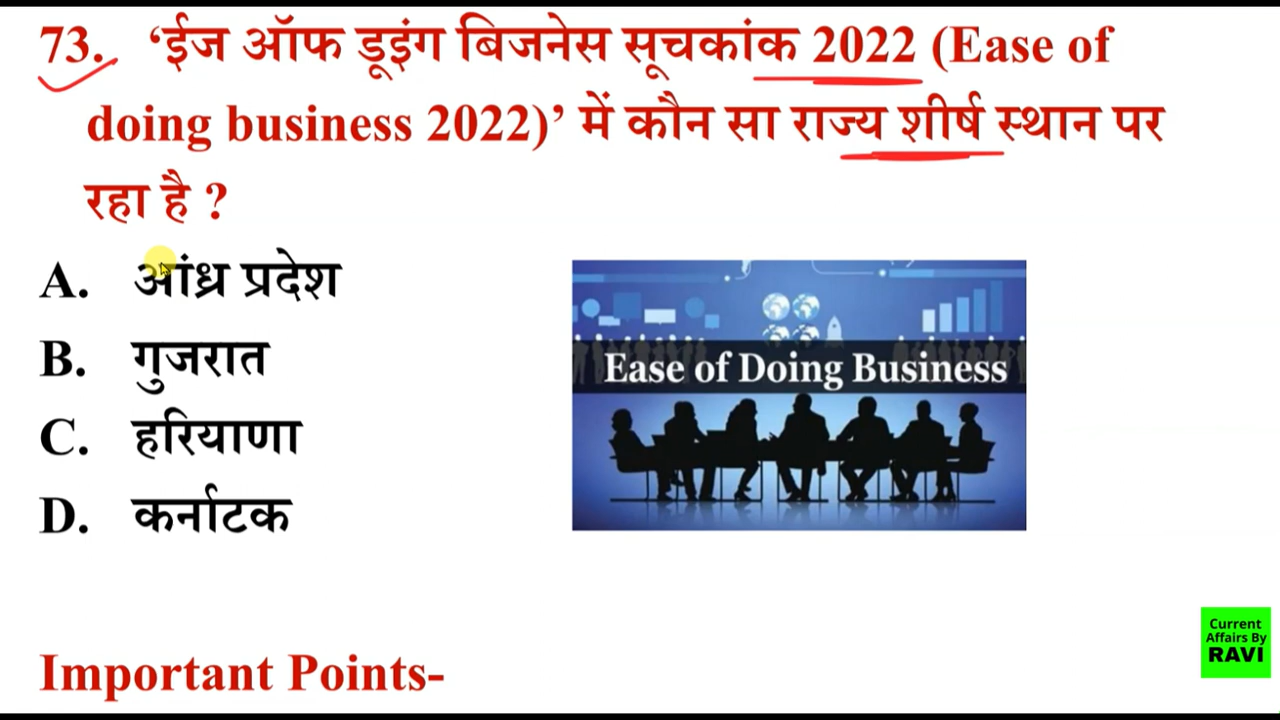 73. ‘ईज ऑफ डूइंग बिजनेस सूचकांक 2022 (Ease of
doing business 2022)’ में कौन सा राज्य शीर्ष स्थान पर
रहा है ?
A. आंध्र प्रदेश
B. गुजरात
C. हरियाणा
D. कर्नाटक
Ease of Doing Business
Important Points-
Current
Affairs By
RAVI